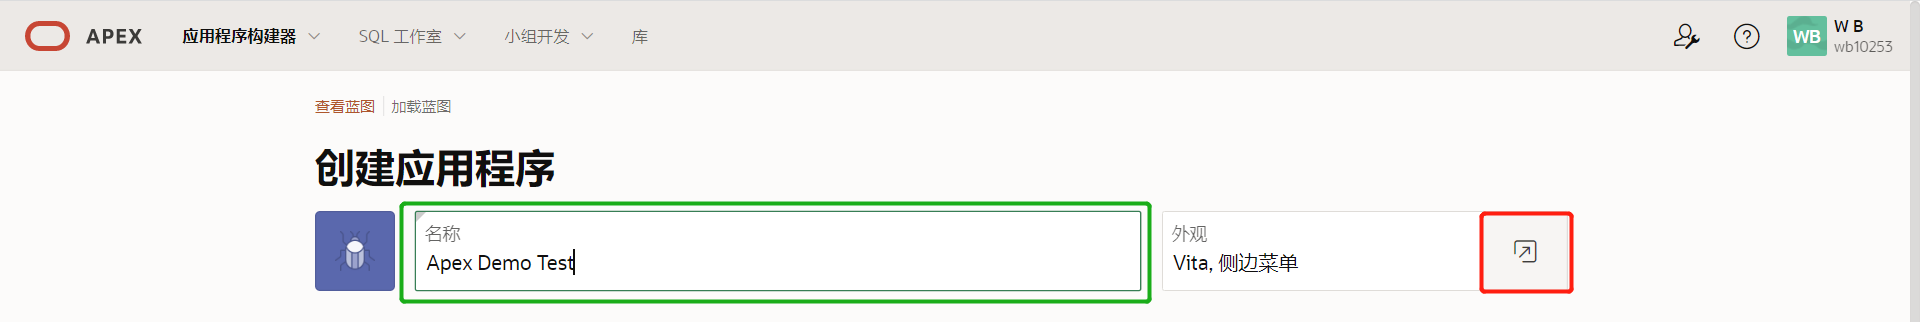 APEX 应用程序构建器 SQL 工作室 小组开发 库 WB W B
wb10253
查看蓝图 加载蓝图
创建应用程序
名称 外观
Apex Demo Test Vita, 侧边菜单